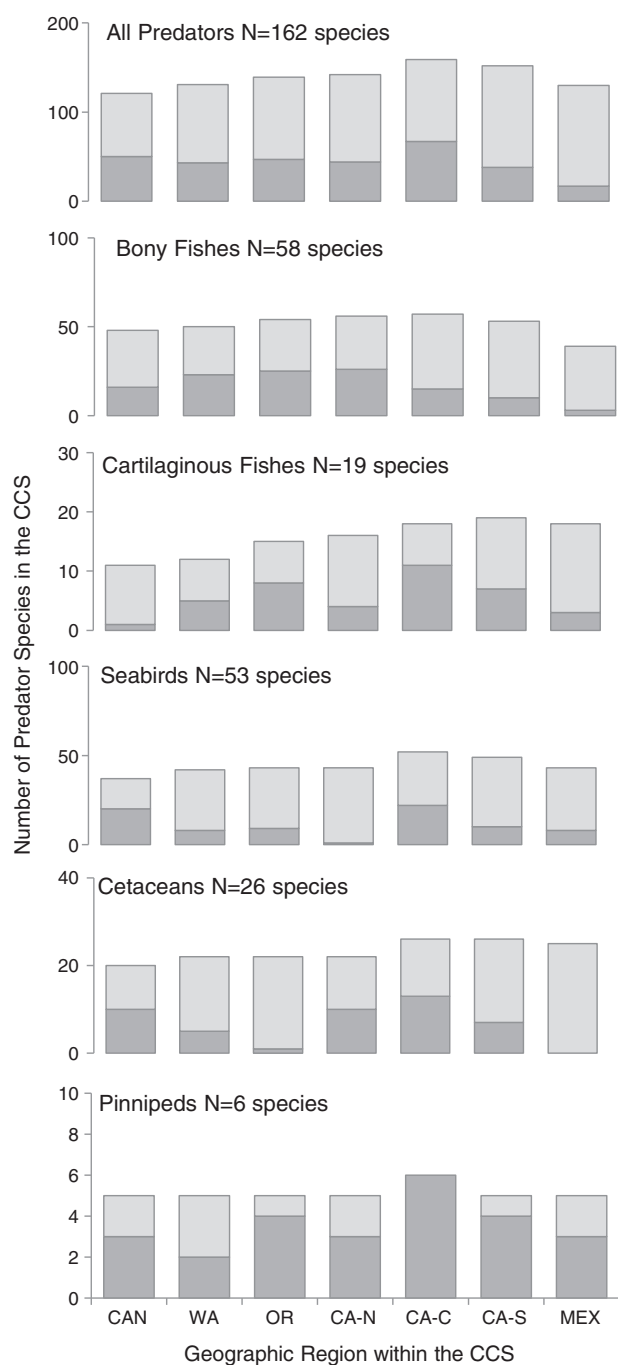 200
All Predators N=162 species
100
0
100
Bony Fishes N=58 species
50
0
30
Cartilaginous Fishes N=19 species
20
10
0
100
Seabirds N=53 species
50
0
40
Cetaceans N=26 species
20
0
10
Pinnipeds N=6 species
8
6
4
2
0
Number of Predator Species in the CCS
CAN WA OR CA-N CA-C CA-S MEX
Geographic Region within the CCS